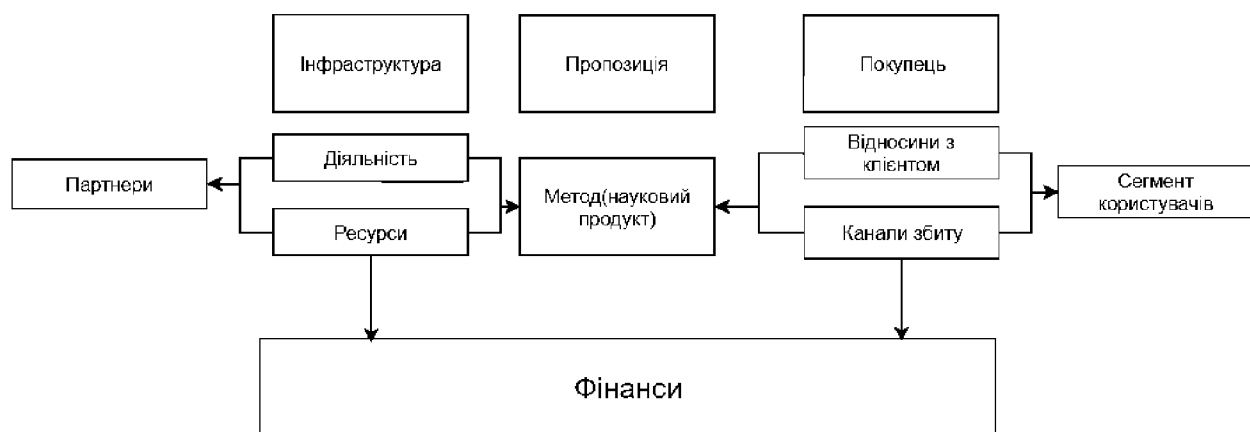 Інфраструктура
Пропозиція
Покупець
Партнери
Діяльність
Ресурси
Метод(науковий
продукт)
Відносини з
клієнтом
Канали збиту
Сегмент
користувачів
Фінанси